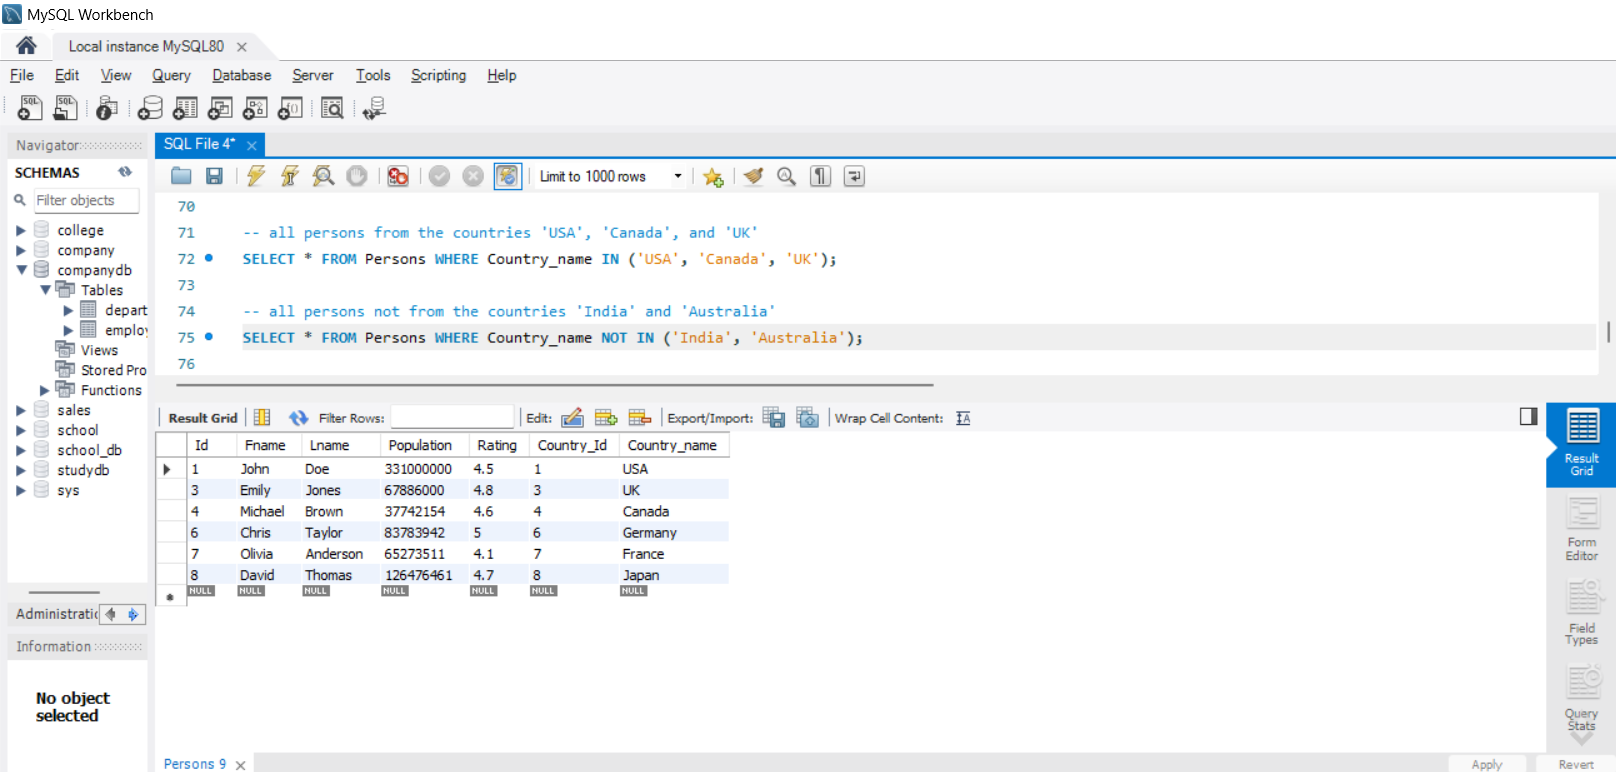 MySQL Workbench
Local instance MySQL80
File Edit View Query Database Server Tools Scripting Help
Navigator
SCHEMAS
Filter objects
college
company
companydb
Tables
depart
employ
Views
Stored Pro
Functions
sales
school
school_db
studydb
sys
Administratic
Information
No object
selected
SQL File 4*
Limit to 1000 rows
70
71 -- all persons from the countries 'USA', 'Canada', and 'UK'
72 SELECT * FROM Persons WHERE Country_name IN ('USA', 'Canada', 'UK');
73
74 -- all persons not from the countries 'India' and 'Australia'
75 SELECT * FROM Persons WHERE Country_name NOT IN ('India', 'Australia');
76
Result Grid Filter Rows: Edit: Export/Import: Wrap Cell Content:
Id Fname Lname Population Rating Country_Id Country_name
1 John Doe 331000000 4.5 1 USA
3 Emily Jones 67886000 4.8 3 UK
4 Michael Brown 37742154 4.6 4 Canada
6 Chris Taylor 83783942 5 6 Germany
7 Olivia Anderson 65273511 4.1 7 France
8 David Thomas 126476461 4.7 8 Japan
NULL NULL NULL NULL NULL NULL NULL
Result
Grid
Form
Editor
Field
Types
Query
Stats
Persons 9
Apply Revert